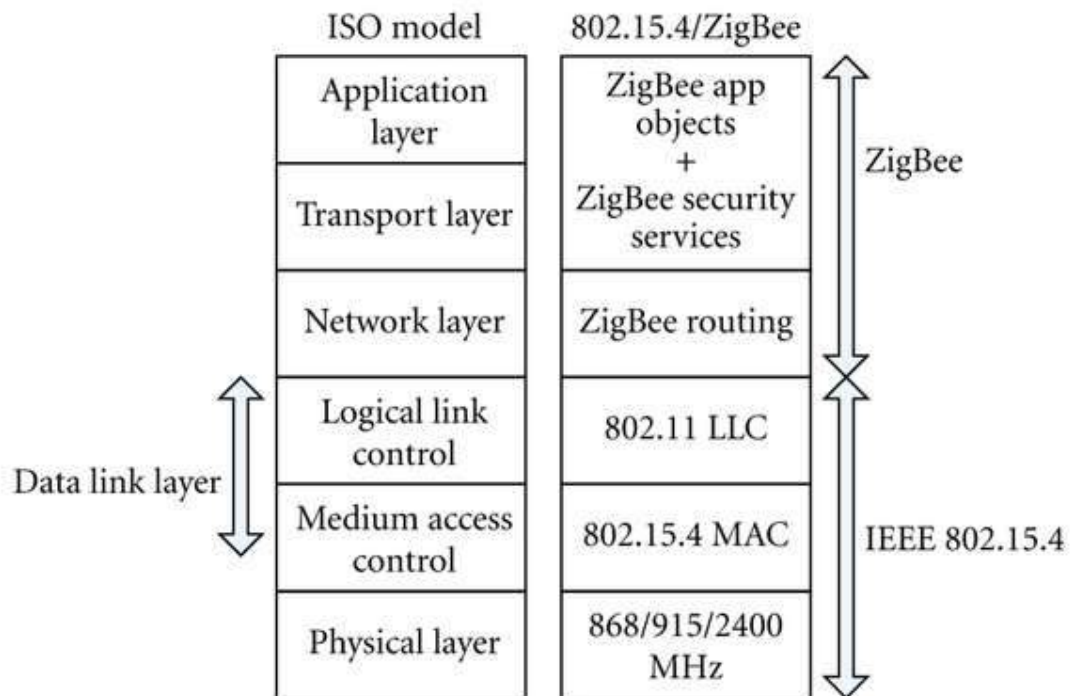 ISO model
802.15.4/ZigBee
Application
layer
ZigBee app
objects
+
ZigBee security
services
ZigBee
Transport layer
Network layer
ZigBee routing
Data link layer
Logical link
control
802.11 LLC
Medium access
control
802.15.4 MAC
IEEE 802.15.4
Physical layer
868/915/2400
MHz